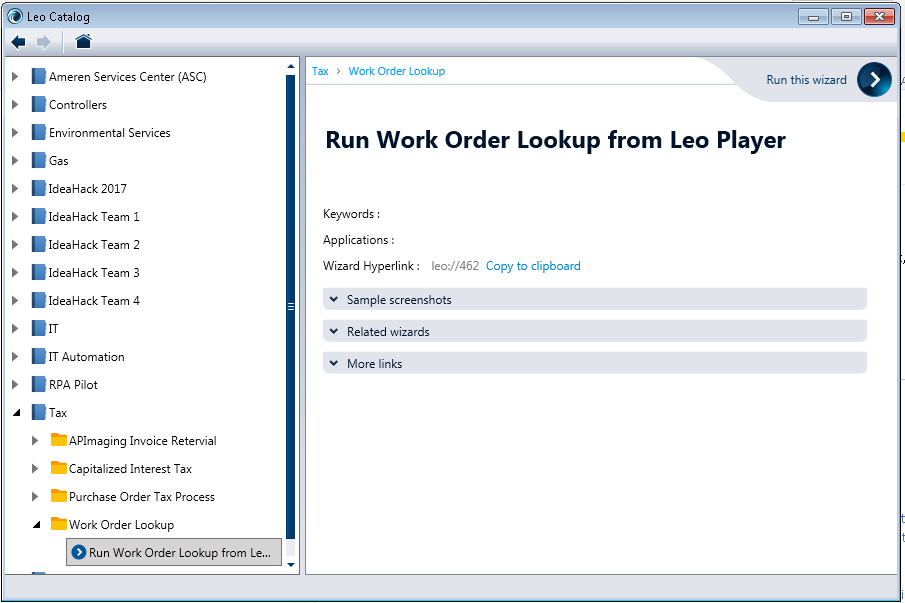 Leo Catalog
Ameren Services Center (ASC)
Controllers
Environmental Services
Gas
IdeaHack 2017
IdeaHack Team 1
IdeaHack Team 2
IdeaHack Team 3
IdeaHack Team 4
IT
IT Automation
RPA Pilot
Tax
APImaging Invoice Retervial
Capitalized Interest Tax
Purchase Order Tax Process
Work Order Lookup
Run Work Order Lookup from Le...
Tax › Work Order Lookup
Run this wizard
Run Work Order Lookup from Leo Player
Keywords :
Applications :
Wizard Hyperlink : leo://462 Copy to clipboard
Sample screenshots
Related wizards
More links